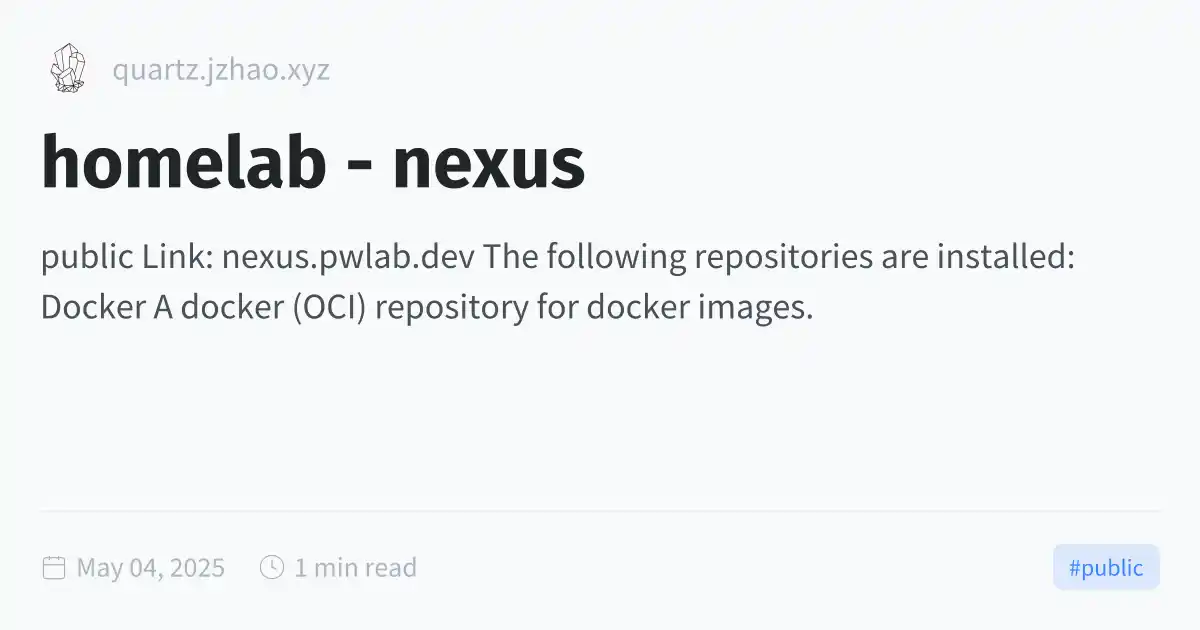 quartz.jzhao.xyz
homelab - nexus
public Link: nexus.pwlab.dev The following repositories are installed:
Docker A docker (OCI) repository for docker images.
May 04, 2025
1 min read
#public